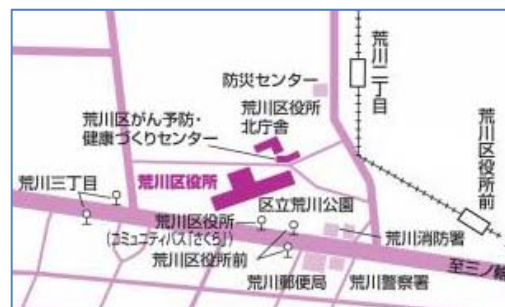 防災センター
荒川二丁目
荒川区役所
北庁舎
荒川区がん予防・
健康づくりセンター
荒川区役所前
荒川三丁目
荒川区役所
区立荒川公園
荒川区役所
(コミュニティバス「さくら」)
荒川区役所前
荒川消防署
至三ノ輪
荒川郵便局
荒川警察署